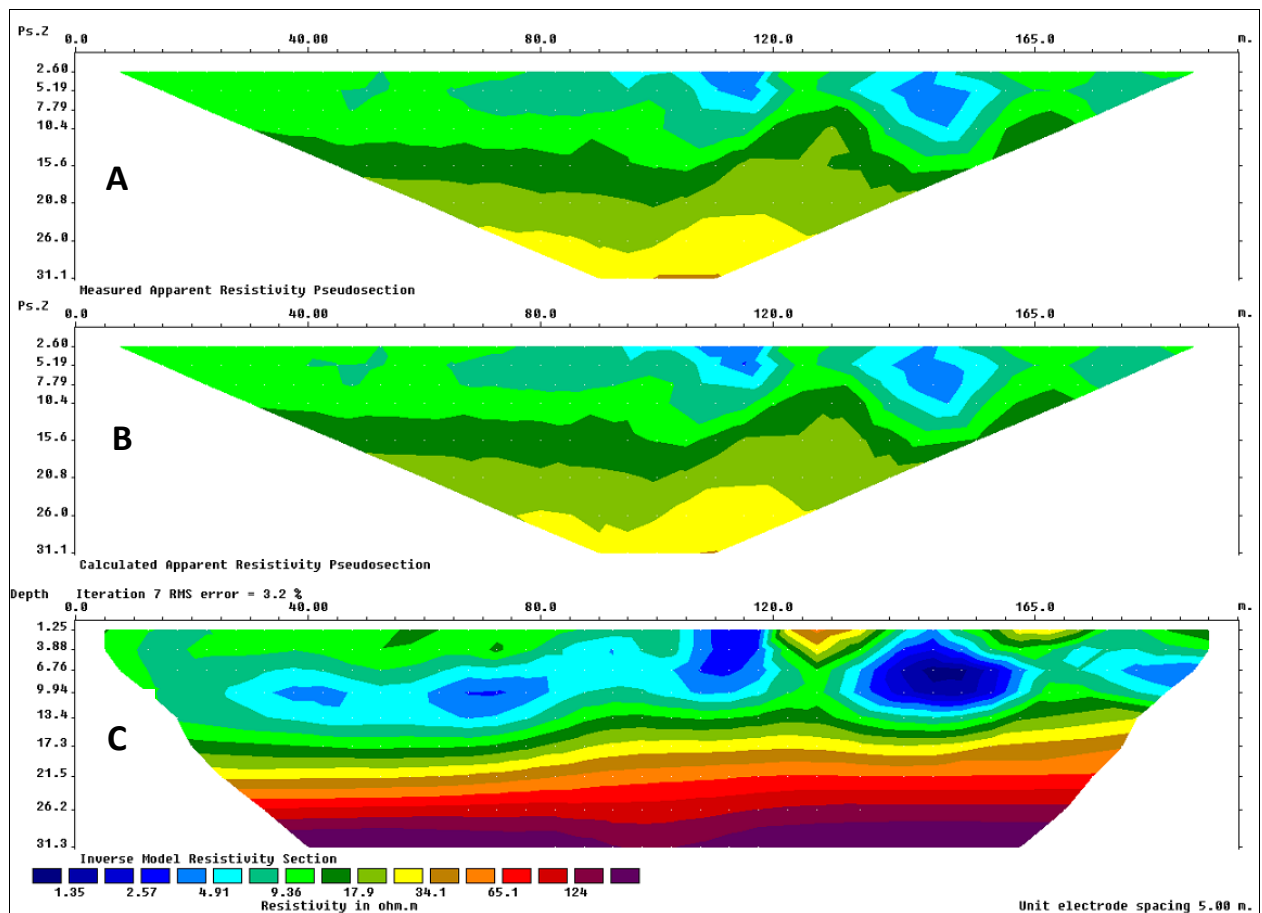 Ps.Z 0.0 40.00 80.0 120.0 165.0 m.
2.60
5.19
7.79
10.4
15.6
A
20.8
26.0
31.1
Measured Apparent Resistivity Pseudosection
Ps.Z 0.0 40.00 80.0 120.0 165.0 m.
2.60
5.19
7.79
10.4
15.6
B
20.8
26.0
31.1
Calculated Apparent Resistivity Pseudosection
Depth Iteration 7 RMS error = 3.2 %
0.0 40.00 80.0 120.0 165.0 m.
1.25
3.88
6.76
9.94
13.4
C
17.3
21.5
26.2
31.3
Inverse Model Resistivity Section
1.35 2.57 4.91 9.36 17.9 34.1 65.1 124
Resistivity in ohm.m Unit electrode spacing 5.00 m.